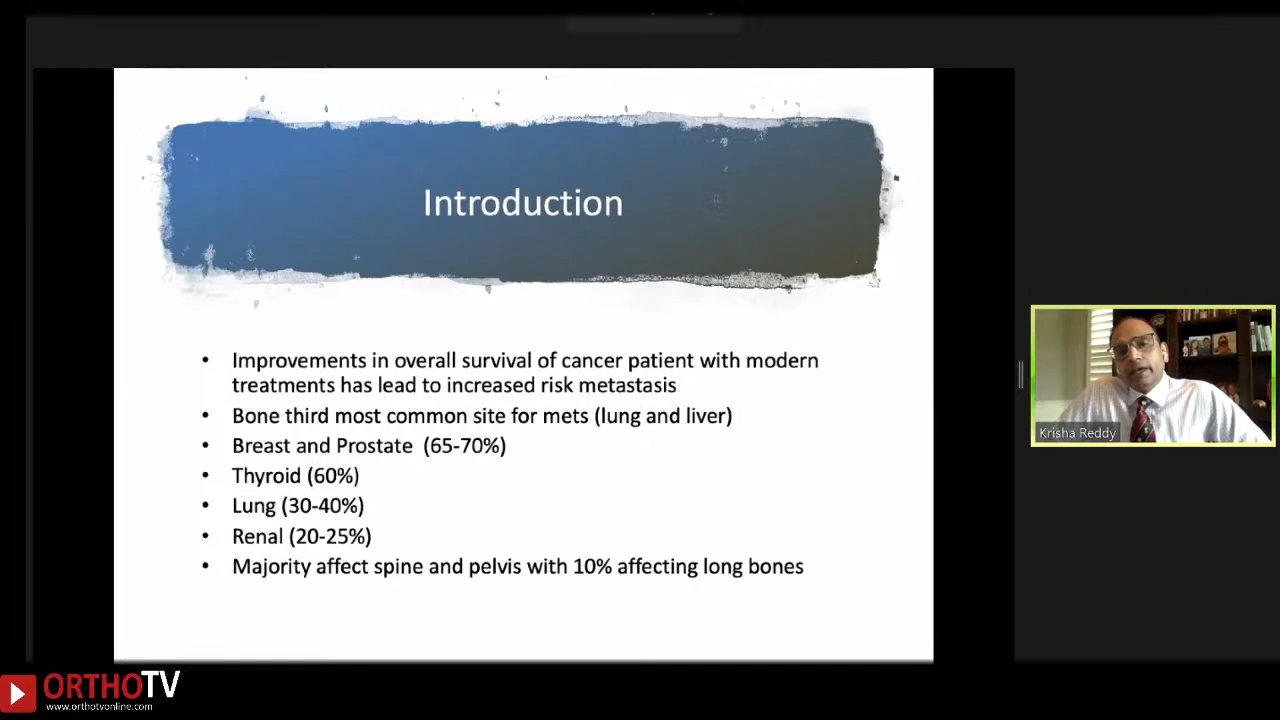 Introduction
• Improvements in overall survival of cancer patient with modern
treatments has lead to increased risk metastasis
• Bone third most common site for mets (lung and liver)
• Breast and Prostate (65-70%)
• Thyroid (60%)
• Lung (30-40%)
• Renal (20-25%)
• Majority affect spine and pelvis with 10% affecting long bones
Krisha Reddy
ORTHOTV
www.orthotvonline.com